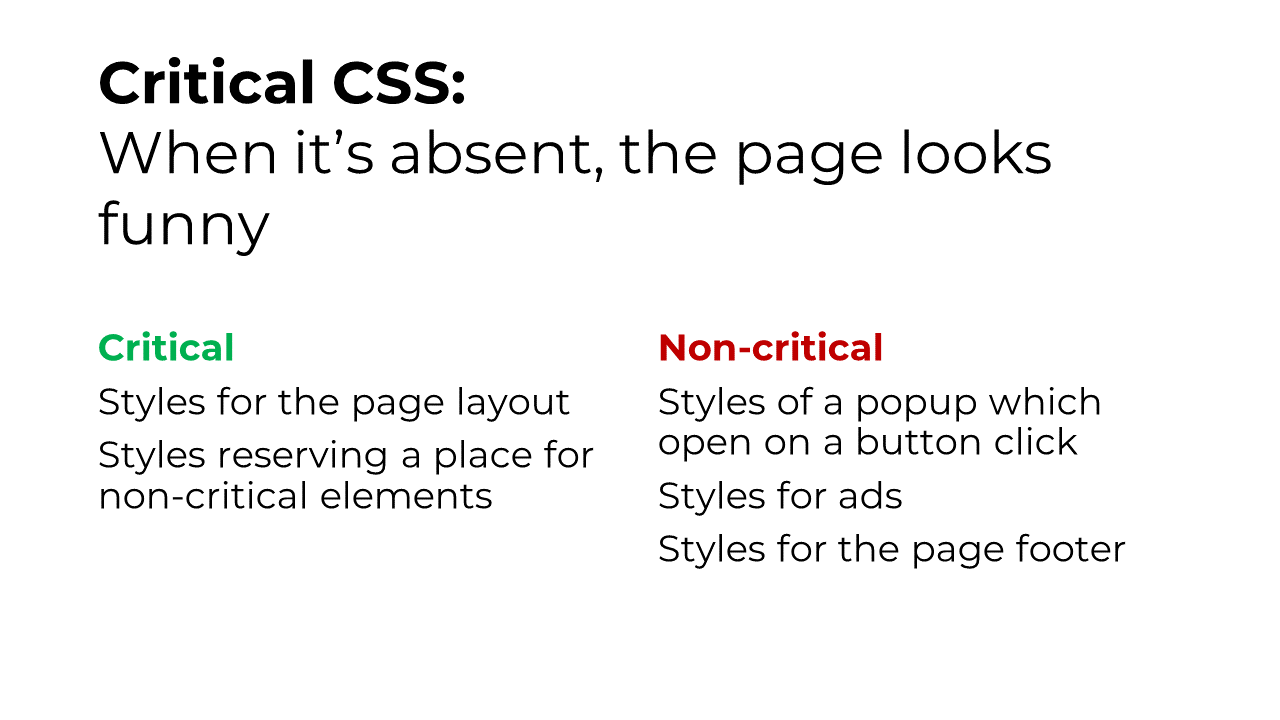 Critical CSS:
When it’s absent, the page looks
funny
Critical
Styles for the page layout
Styles reserving a place for
non-critical elements
Non-critical
Styles of a popup which
open on a button click
Styles for ads
Styles for the page footer